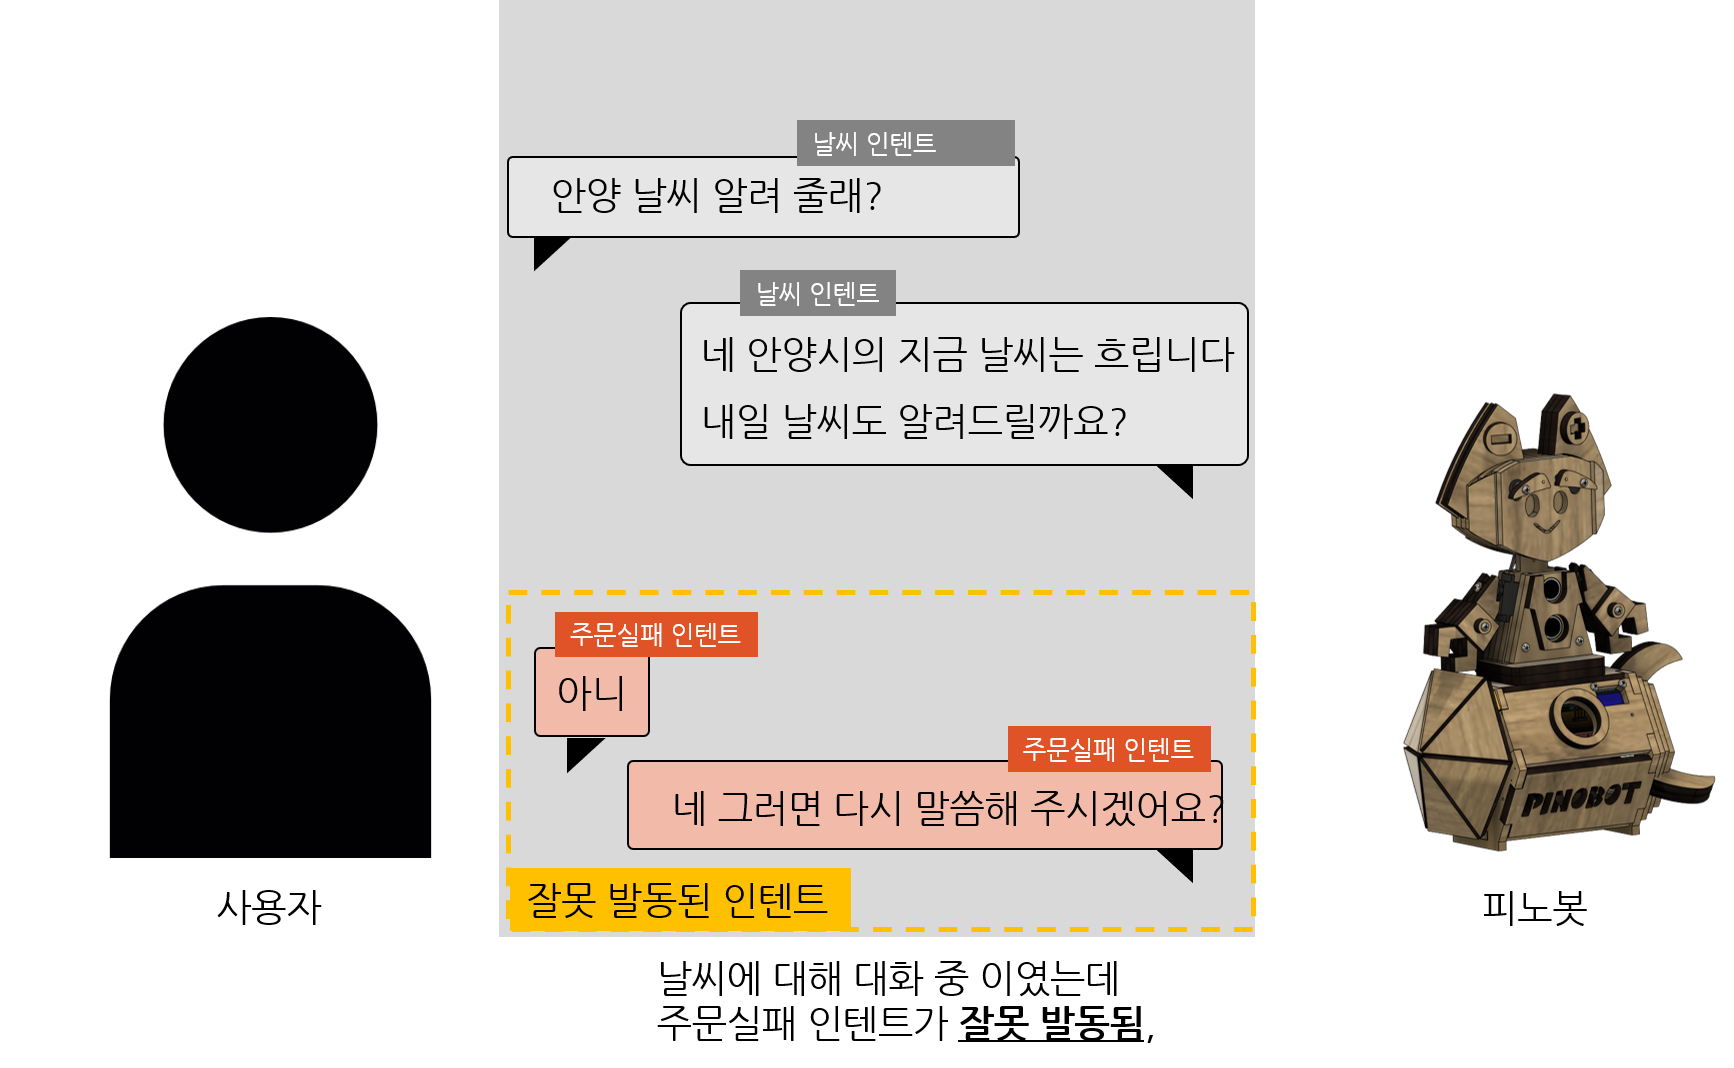 날씨 인텐트
안양 날씨 알려 줄래?
날씨 인텐트
네 안양시의 지금 날씨는 흐립니다
내일 날씨도 알려드릴까요?
주문실패 인텐트
아니
주문실패 인텐트
네 그러면 다시 말씀해 주시겠어요?
잘못 발동된 인텐트
사용자
PINOBOT
피노봇
날씨에 대해 대화 중 이였는데
주문실패 인텐트가 잘못 발동됨,